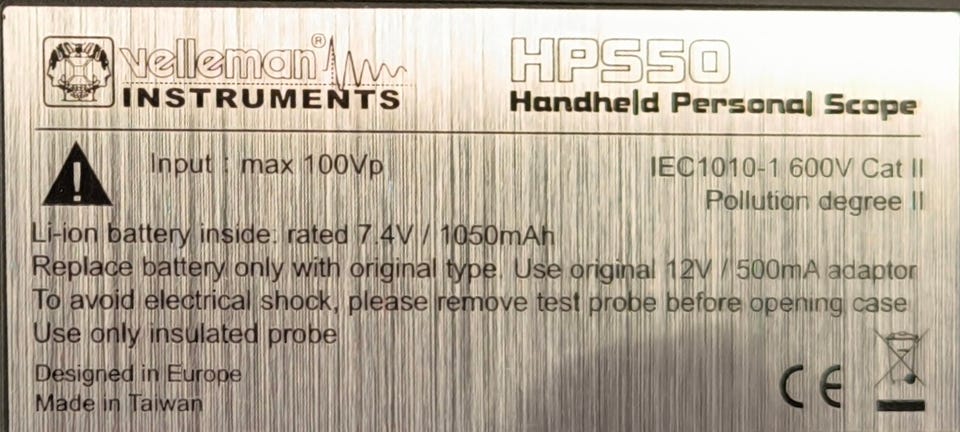 velleman® HPS50
INSTRUMENTS Handheld Personal Scope
Input : max 100Vp IEC1010-1 600V Cat II
Pollution degree II
Li-ion battery inside: rated 7.4V / 1050mAh
Replace battery only with original type. Use original 12V / 500mA adaptor
To avoid electrical shock, please remove test probe before opening case
Use only insulated probe
Designed in Europe
Made in Taiwan
CE